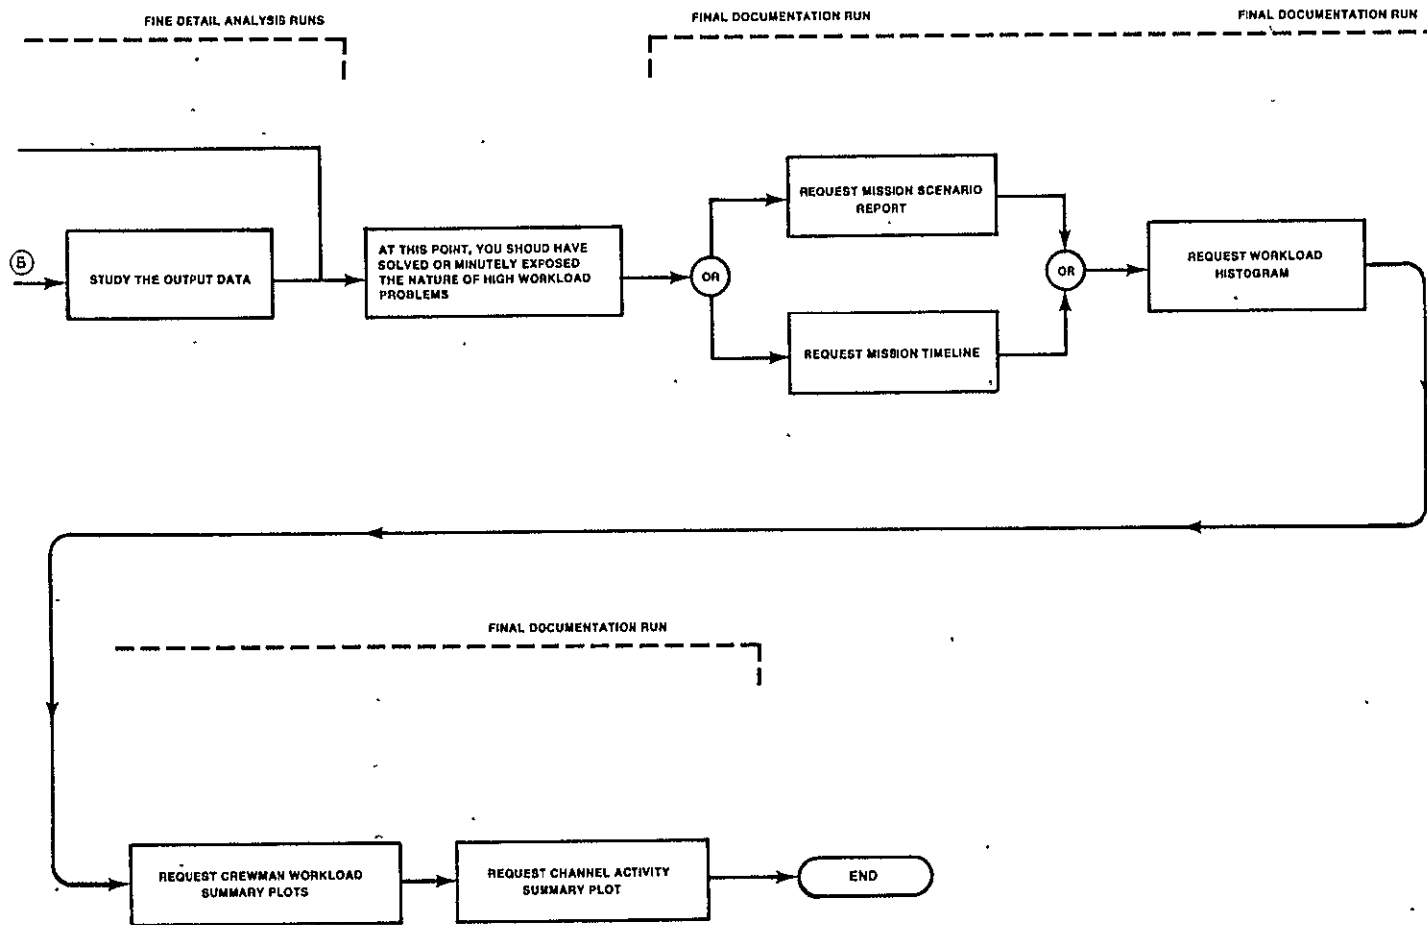 FINE DETAIL ANALYSIS RUNS
FINAL DOCUMENTATION RUN
FINAL DOCUMENTATION RUN
5
STUDY THE OUTPUT DATA
AT THIS POINT, YOU SHOUD HAVE
SOLVED OR MINUTELY EXPOSED
THE NATURE OF HIGH WORKLOAD
PROBLEMS
OR
REQUEST MISSION SCENARIO
REPORT
REQUEST MISSION TIMELINE
OR
REQUEST WORKLOAD
HISTOGRAM
FINAL DOCUMENTATION RUN
REQUEST CREWMAN WORKLOAD
SUMMARY PLOTS
REQUEST CHANNEL ACTIVITY
SUMMARY PLOT
END